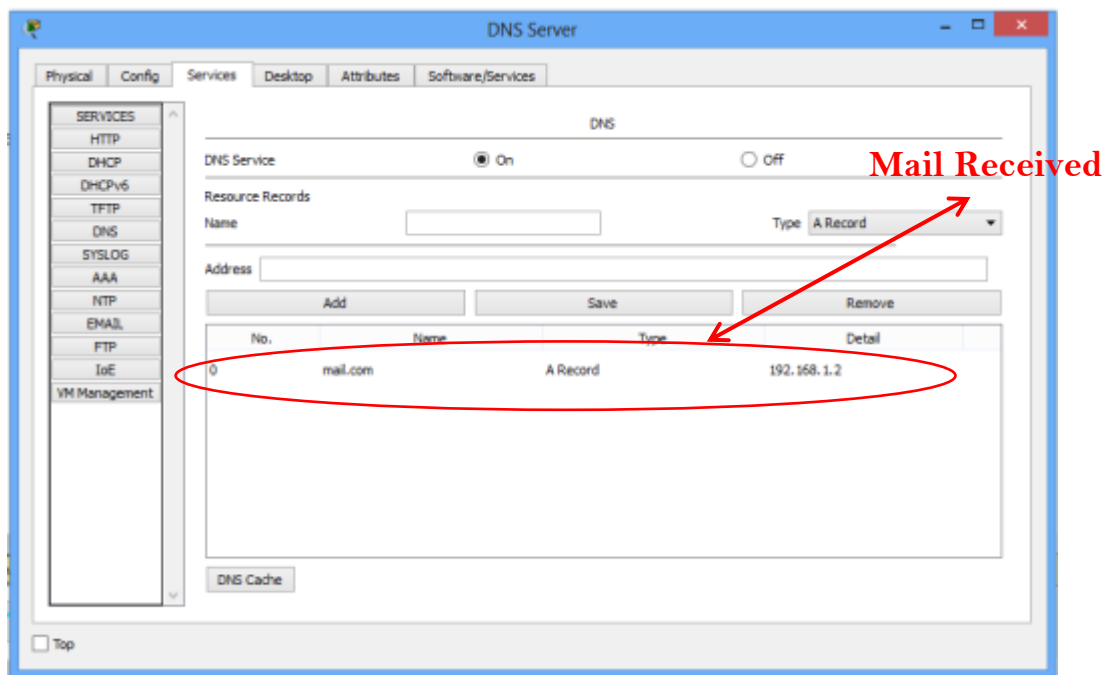 DNS Server
Physical Config Services Desktop Attributes Software/Services
SERVICES
HTTP
DHCP
DHCPv6
TFTP
DNS
SYSLOG
AAA
NTP
EMAIL
FTP
IoE
VM Management
DNS
DNS Service On Off
Mail Received
Resource Records
Name Type A Record
Address
Add Save Remove
No. Name Type Detail
0 mail.com A Record 192.168.1.2
DNS Cache
Top